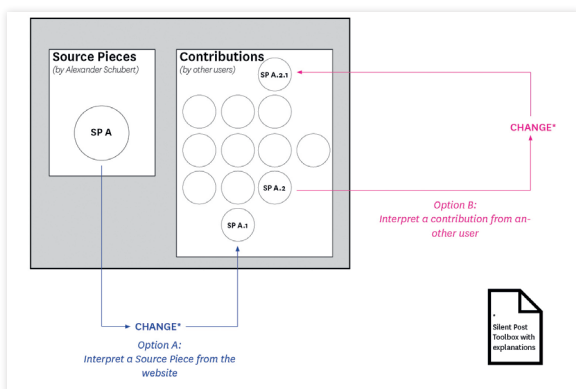 Source Pieces
(by Alexander Schubert)
SP A
Contributions
(by other users)
SP A.2.1
SP A.2
SP A.1
CHANGE*
Option B:
Interpret a contribution from an-
other user
CHANGE*
Option A:
Interpret a Source Piece from the
website
*
Silent Post
Toolbox with
explanations